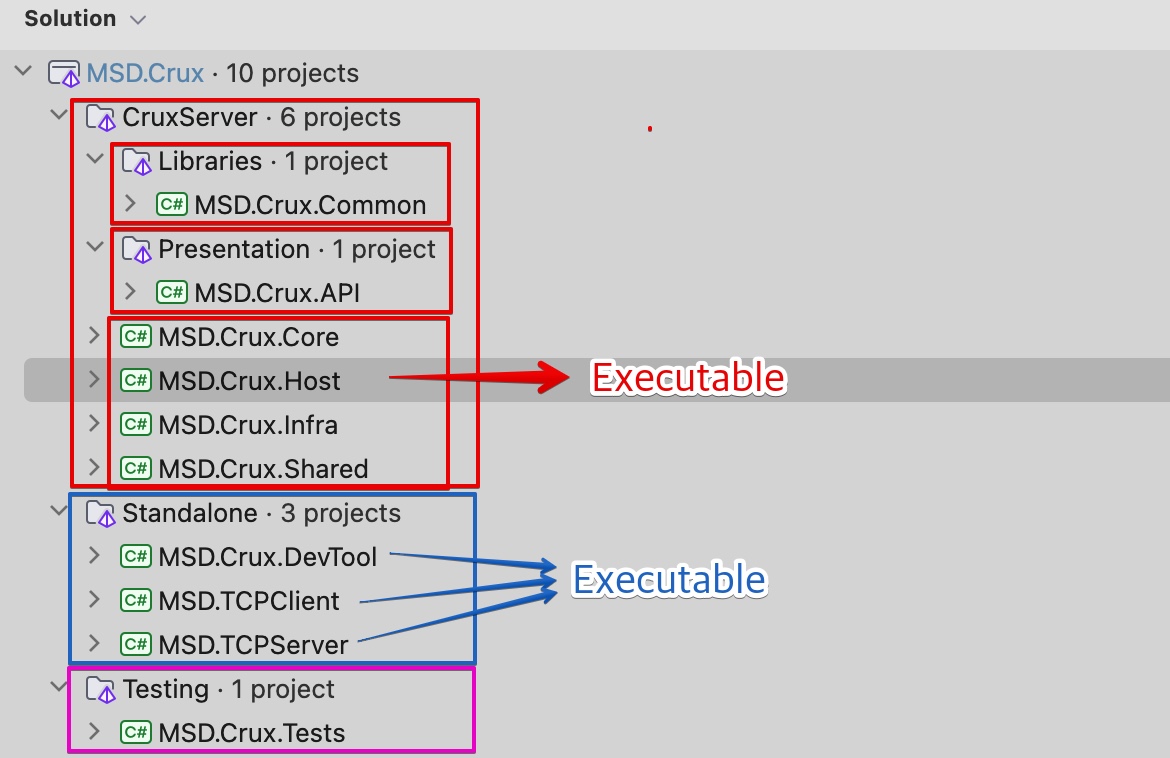 Solution
MSD.Crux · 10 projects
CruxServer · 6 projects
Libraries · 1 project
C# MSD.Crux.Common
Presentation · 1 project
C# MSD.Crux.API
C# MSD.Crux.Core
C# MSD.Crux.Host Executable
C# MSD.Crux.Infra
C# MSD.Crux.Shared
Standalone · 3 projects
C# MSD.Crux.DevTool
Executable
C# MSD.TCPClient
C# MSD.TCPServer
Testing · 1 project
C# MSD.Crux.Tests